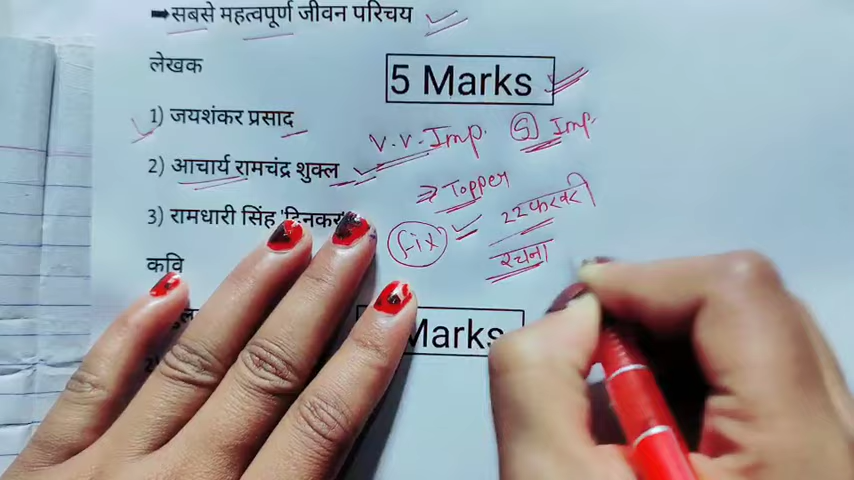 ➡सबसे महत्वपूर्ण जीवन परिचय
लेखक
5 Marks
1) जयशंकर प्रसाद
V.V.Imp. 5 Imp.
2) आचार्य रामचंद्र शुक्ल
Topper
3) रामधारी सिंह 'दिनकर'
22 फरवरी
fix
रचना
कवि
Marks